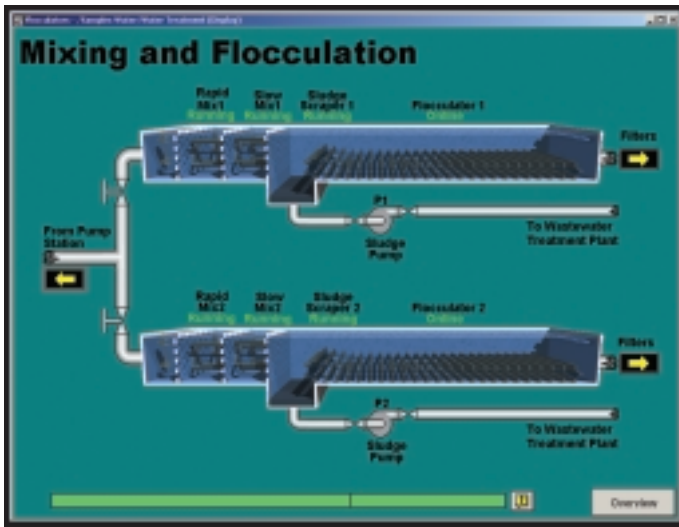 Mixing and Flocculation
Rapid Mix1
Running
Slow Mix1
Running
Sludge Scraper 1
Running
Flocculator 1
Online
Filters
From Pump Station
P1
Sludge Pump
To Wastewater Treatment Plant
Rapid Mix2
Running
Slow Mix2
Running
Sludge Scraper 2
Running
Flocculator 2
Online
Filters
P2
Sludge Pump
To Wastewater Treatment Plant
Overview